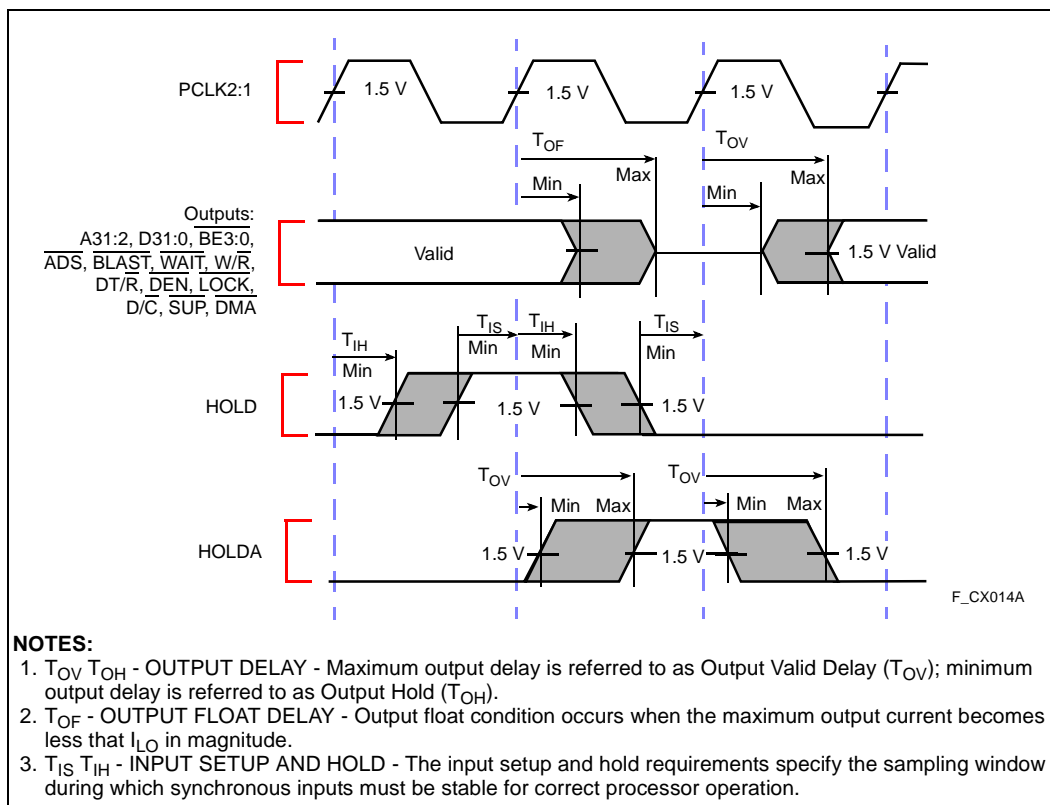 PCLK2:1
1.5 V 1.5 V 1.5 V
TOF TOV
Min Max Min Max
Outputs:
A31:2, D31:0, BE3:0,
ADS, BLAST, WAIT, W/R,
DT/R, DEN, LOCK,
D/C, SUP, DMA
Valid 1.5 V Valid
TIH TIS TIH TIS
Min Min Min Min
HOLD
1.5 V 1.5 V 1.5 V
TOV TOV
Min Max Min Max
HOLDA
1.5 V 1.5 V 1.5 V
F_CX014A
NOTES:
1. TOV TOH - OUTPUT DELAY - Maximum output delay is referred to as Output Valid Delay (TOV); minimum
output delay is referred to as Output Hold (TOH).
2. TOF - OUTPUT FLOAT DELAY - Output float condition occurs when the maximum output current becomes
less that ILO in magnitude.
3. TIS TIH - INPUT SETUP AND HOLD - The input setup and hold requirements specify the sampling window
during which synchronous inputs must be stable for correct processor operation.